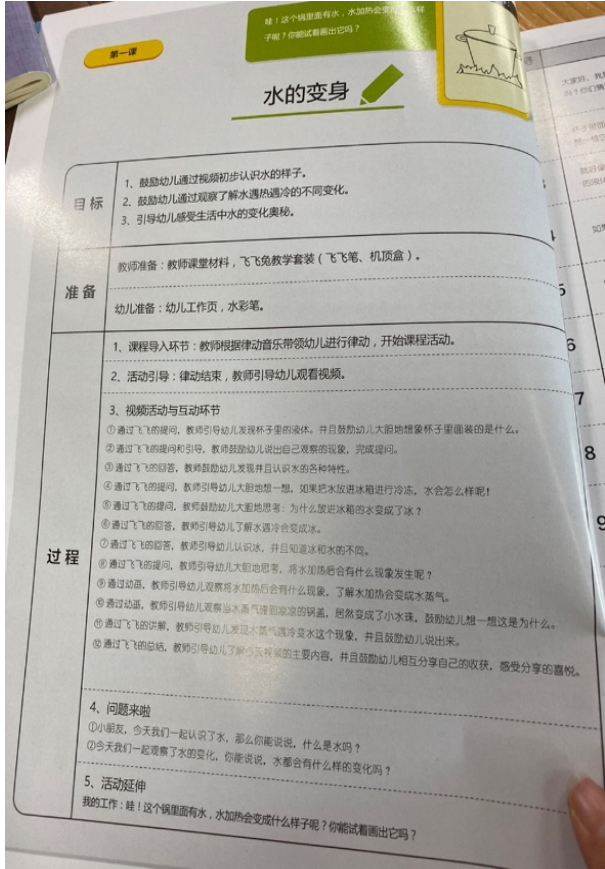 哇！这个锅里面有水，水加热会变成什么样
子呢？你能试着画出它吗？
第一课
水的变身
目标
1、鼓励幼儿通过视频初步认识水的样子。
2、鼓励幼儿通过观察了解水遇热遇冷的不同变化。
3、引导幼儿感受生活中水的变化奥秘。
准备
教师准备：教师课堂材料，飞飞兔教学套装（飞飞笔、机顶盒）。
幼儿准备：幼儿工作页，水彩笔。
过程
1、课程导入环节：教师根据律动音乐带领幼儿进行律动，开始课程活动。
2、活动引导：律动结束，教师引导幼儿观看视频。
3、视频活动与互动环节
①通过飞飞的提问，教师引导幼儿发现杯子里的液体。并且鼓励幼儿大胆地想象杯子里面装的是什么。
②通过飞飞的提问和引导，教师鼓励幼儿说出自己观察的现象，完成提问。
③通过飞飞的回答，教师鼓励幼儿发现并且认识水的各种特性。
④通过飞飞的提问，教师引导幼儿大胆地想一想，如果把水放进冰箱进行冷冻，水会怎么样呢！
⑤通过飞飞的提问，教师鼓励幼儿大胆地思考：为什么放进冰箱的水变成了冰？
⑥通过飞飞的回答，教师引导幼儿了解水遇冷会变成冰。
⑦通过飞飞的回答，教师引导幼儿认识冰，并且知道冰和水的不同。
⑧通过飞飞的提问，教师引导幼儿大胆地思考，将水加热后会有什么现象发生呢？
⑨通过动画，教师引导幼儿观察将水加热后会有什么现象，了解水加热会变成水蒸气。
⑩通过动画，教师引导幼儿观察当水蒸气碰到凉凉的锅盖，居然变成了小水珠，鼓励幼儿想一想这是为什么。
⑪通过飞飞的讲解，教师引导幼儿发现水蒸气遇冷变水这个现象，并且鼓励幼儿说出来。
⑫通过飞飞的总结，教师引导幼儿了解今天视频的主要内容，并且鼓励幼儿相互分享自己的收获，感受分享的喜悦。
4、问题来啦
①小朋友，今天我们一起认识了水，那么你能说说，什么是水吗？
②今天我们一起观察了水的变化，你能说说，水都会有什么样的变化吗？
5、活动延伸
我的工作：哇！这个锅里面有水，水加热会变成什么样子呢？你能试着画出它吗？
大家好，我
5
6
7
8
9